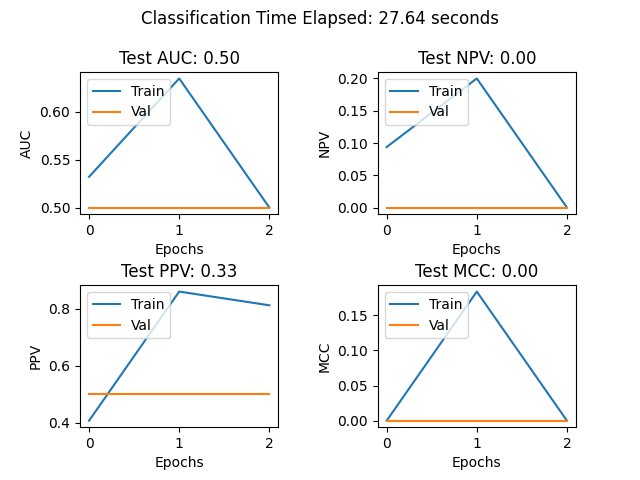 Classification Time Elapsed: 27.64 seconds
Test AUC: 0.50
Train
Val
0.60
0.55
0.50
AUC
0 1 2
Epochs
Test NPV: 0.00
Train
Val
0.20
0.15
0.10
0.05
0.00
NPV
0 1 2
Epochs
Test PPV: 0.33
Train
Val
0.8
0.6
0.4
PPV
0 1 2
Epochs
Test MCC: 0.00
Train
Val
0.15
0.10
0.05
0.00
MCC
0 1 2
Epochs